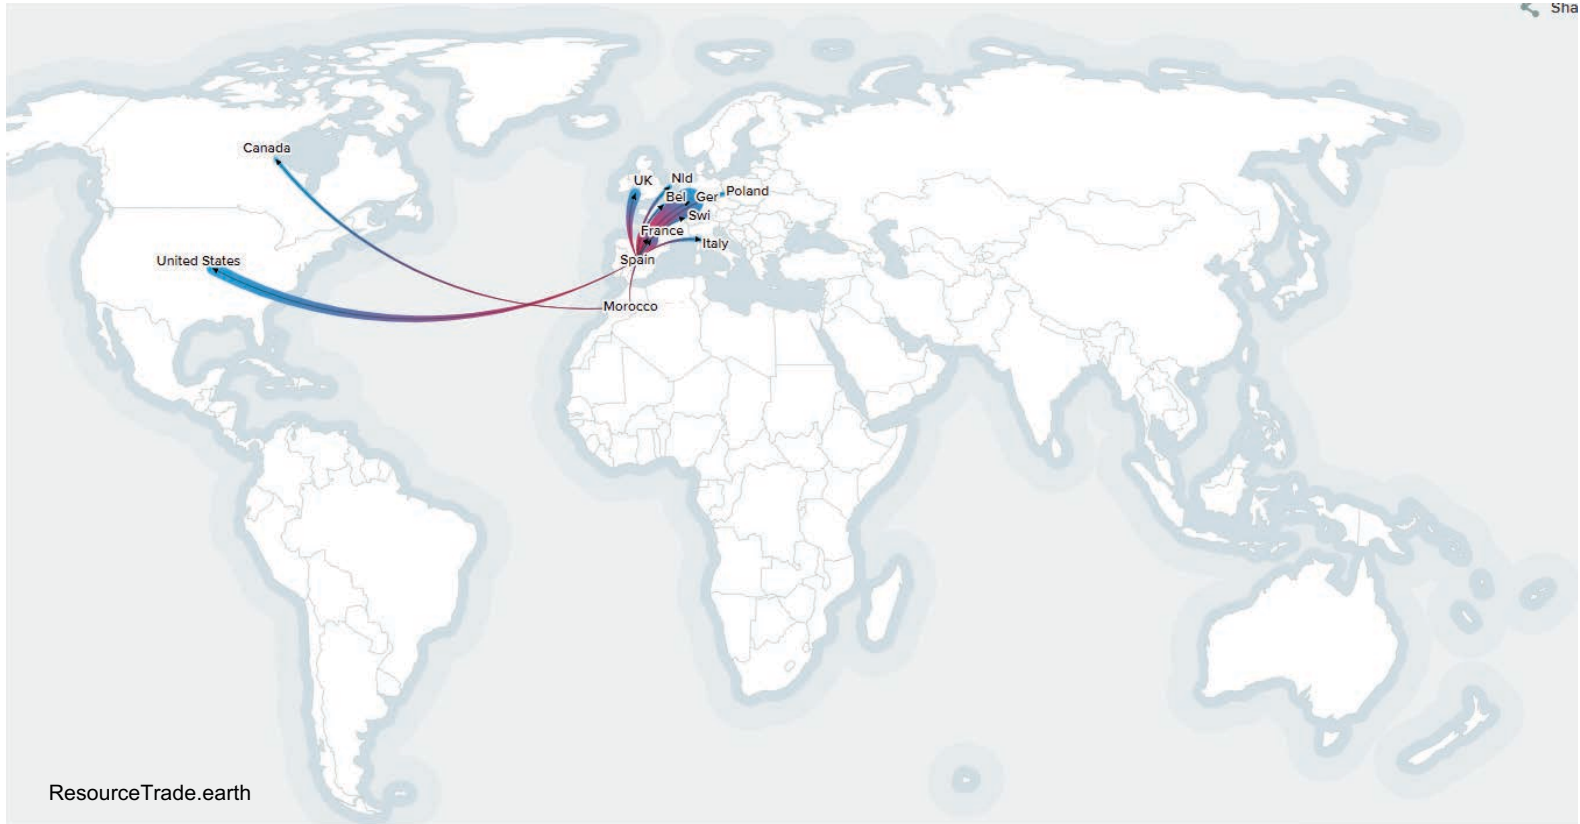 Sha
Canada
UK
Nld
Poland
Bel
Ger
Swi
France
Italy
Spain
United States
Morocco
ResourceTrade.earth